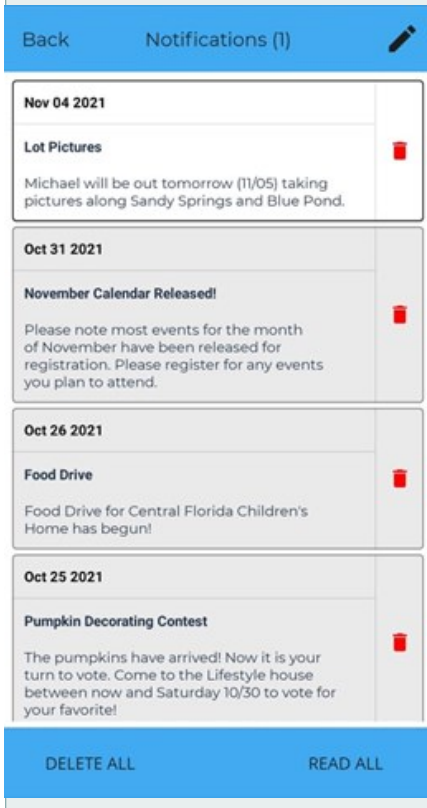 Back Notifications (1)
Nov 04 2021
Lot Pictures
Michael will be out tomorrow (11/05) taking
pictures along Sandy Springs and Blue Pond.
Oct 31 2021
November Calendar Released!
Please note most events for the month
of November have been released for
registration. Please register for any events
you plan to attend.
Oct 26 2021
Food Drive
Food Drive for Central Florida Children's
Home has begun!
Oct 25 2021
Pumpkin Decorating Contest
The pumpkins have arrived! Now it is your
turn to vote. Come to the Lifestyle house
between now and Saturday 10/30 to vote for
your favorite!
DELETE ALL READ ALL